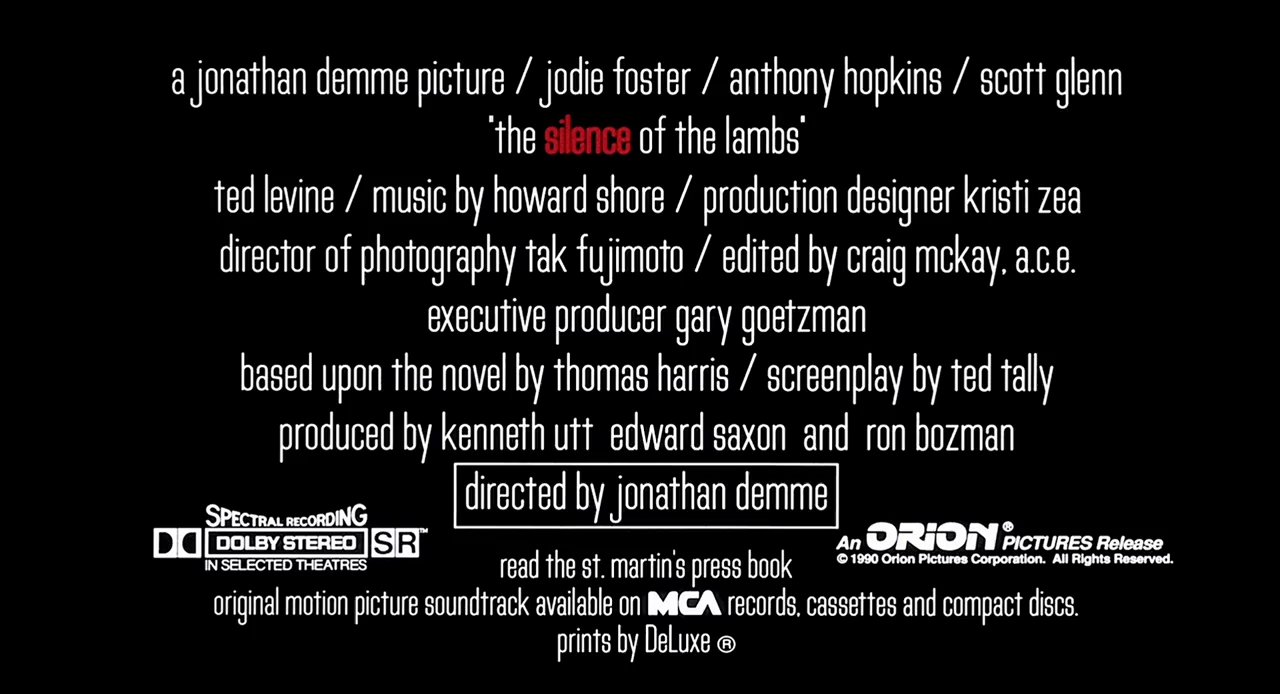 a jonathan demme picture / jodie foster / anthony hopkins / scott glenn
"the silence of the lambs"
ted levine / music by howard shore / production designer kristi zea
director of photography tak fujimoto / edited by craig mckay, a.c.e.
executive producer gary goetzman
based upon the novel by thomas harris / screenplay by ted tally
produced by kenneth utt edward saxon and ron bozman
directed by jonathan demme
SPECTRAL RECORDING
DOLBY STEREO SR™
IN SELECTED THEATRES
An ORION® PICTURES Release
© 1990 Orion Pictures Corporation. All Rights Reserved.
read the st. martin's press book
original motion picture soundtrack available on MCA records, cassettes and compact discs.
prints by DeLuxe ®